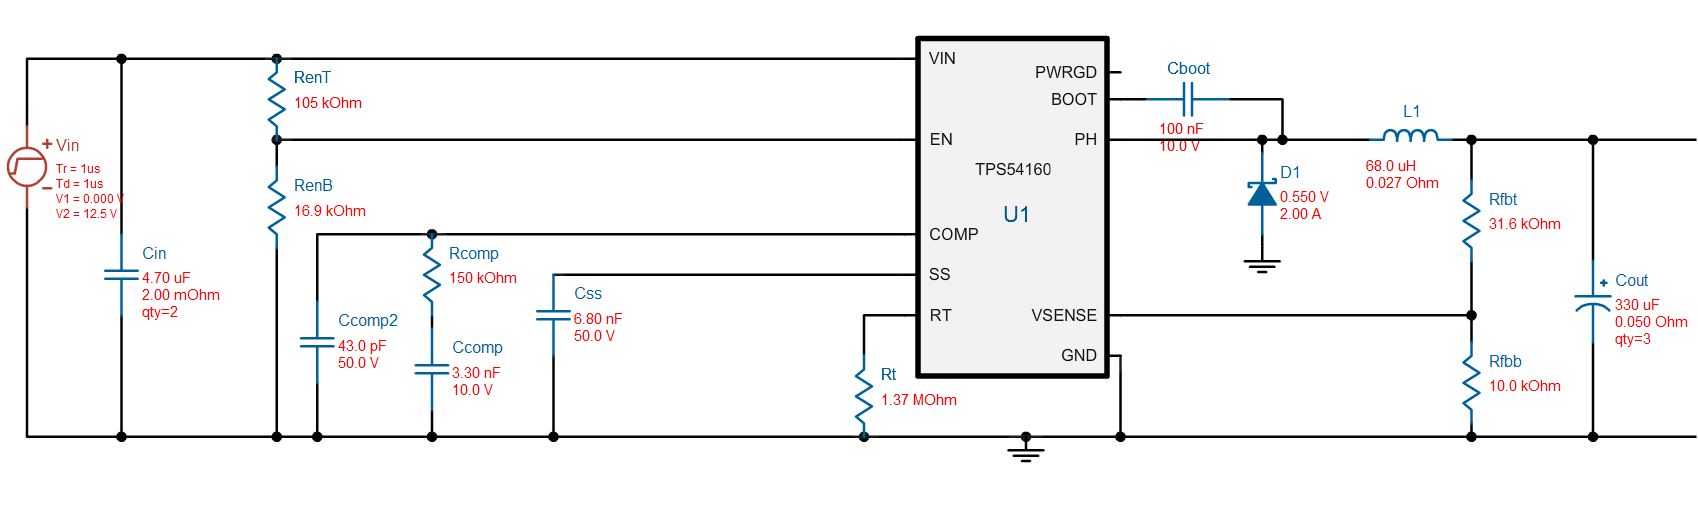 VIN
PWRGD
BOOT
EN
PH
TPS54160
U1
COMP
SS
RT
VSENSE
GND
RenT
105 kOhm
RenB
16.9 kOhm
+ Vin
Tr = 1us
Td = 1us
V1 = 0.000 V
V2 = 12.5 V
Cin
4.70 uF
2.00 mOhm
qty=2
Ccomp2
43.0 pF
50.0 V
Rcomp
150 kOhm
Ccomp
3.30 nF
10.0 V
Css
6.80 nF
50.0 V
Rt
1.37 MOhm
Cboot
100 nF
10.0 V
D1
0.550 V
2.00 A
L1
68.0 uH
0.027 Ohm
Rfbt
31.6 kOhm
Rfbb
10.0 kOhm
+
Cout
330 uF
0.050 Ohm
qty=3